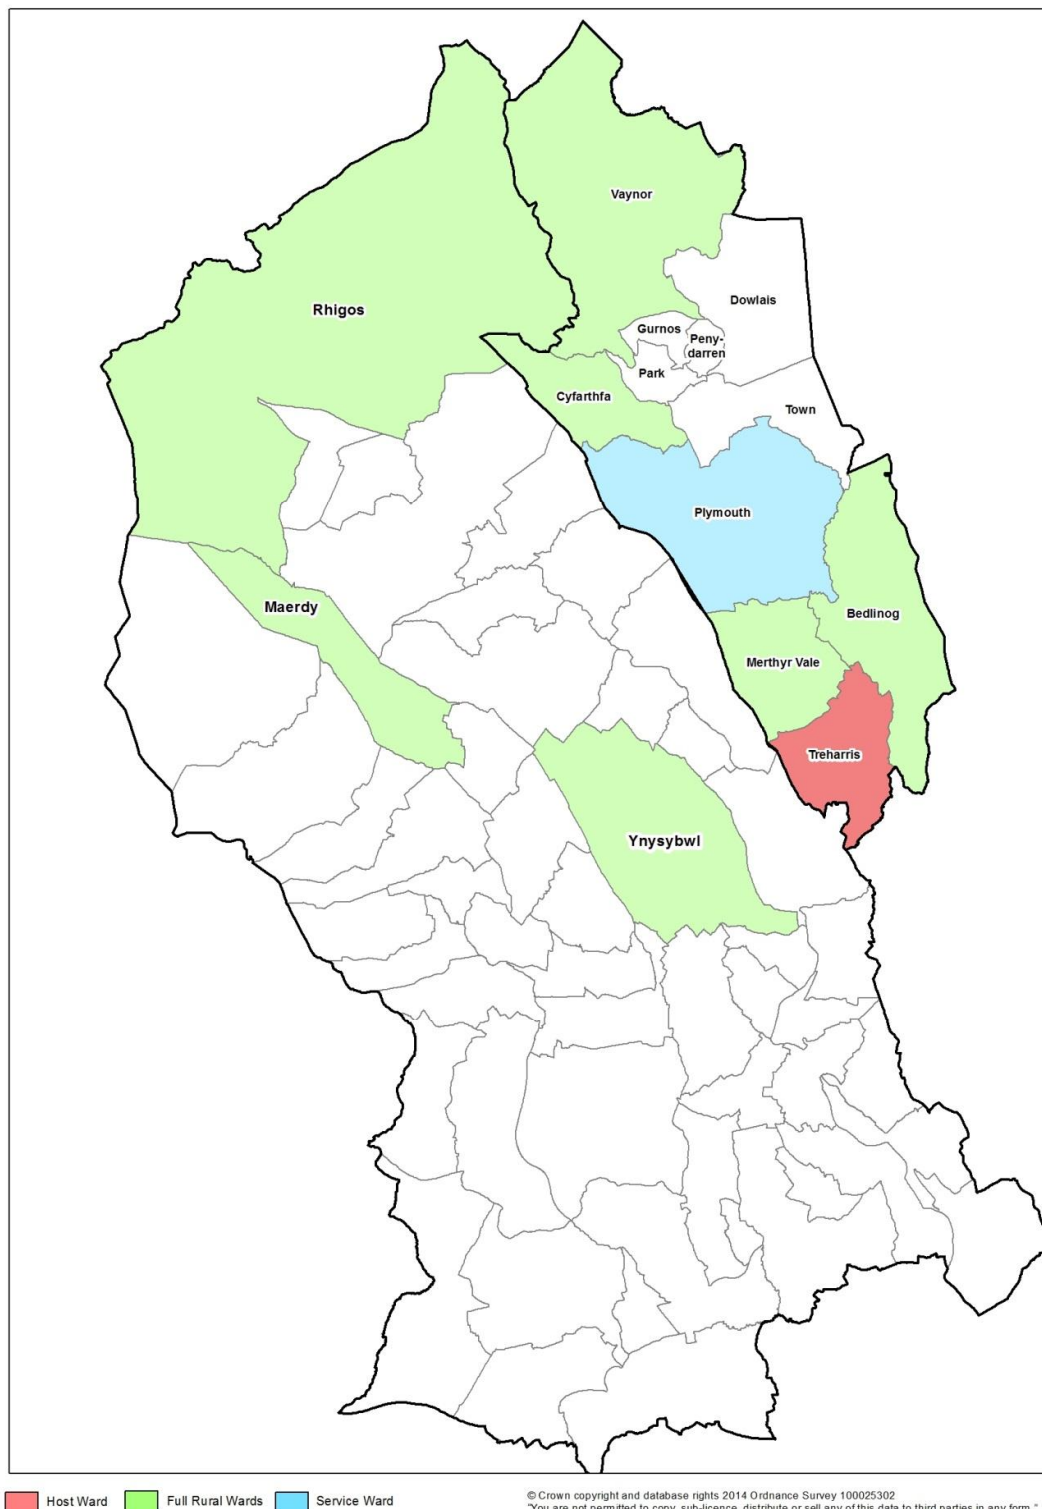 Vaynor
Dowlais
Rhigos
Gurnos
Peny-
darren
Park
Cyfarthfa
Town
Plymouth
Maerdy
Bedlinog
Merthyr Vale
Treharris
Ynysybwl
Host Ward
Full Rural Wards
Service Ward
© Crown copyright and database rights 2014 Ordnance Survey 100025302
"You are not permitted to copy, sub-licence, distribute or sell any of this data to third parties in any form."